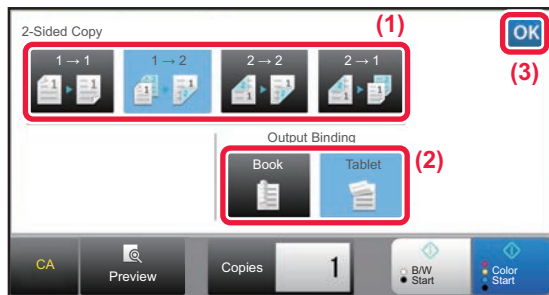 2-Sided Copy
(1)
OK
(3)
1 → 1
1 → 2
2 → 2
2 → 1
Output Binding
(2)
Book
Tablet
CA
Preview
Copies
1
B/W
Start
Color
Start